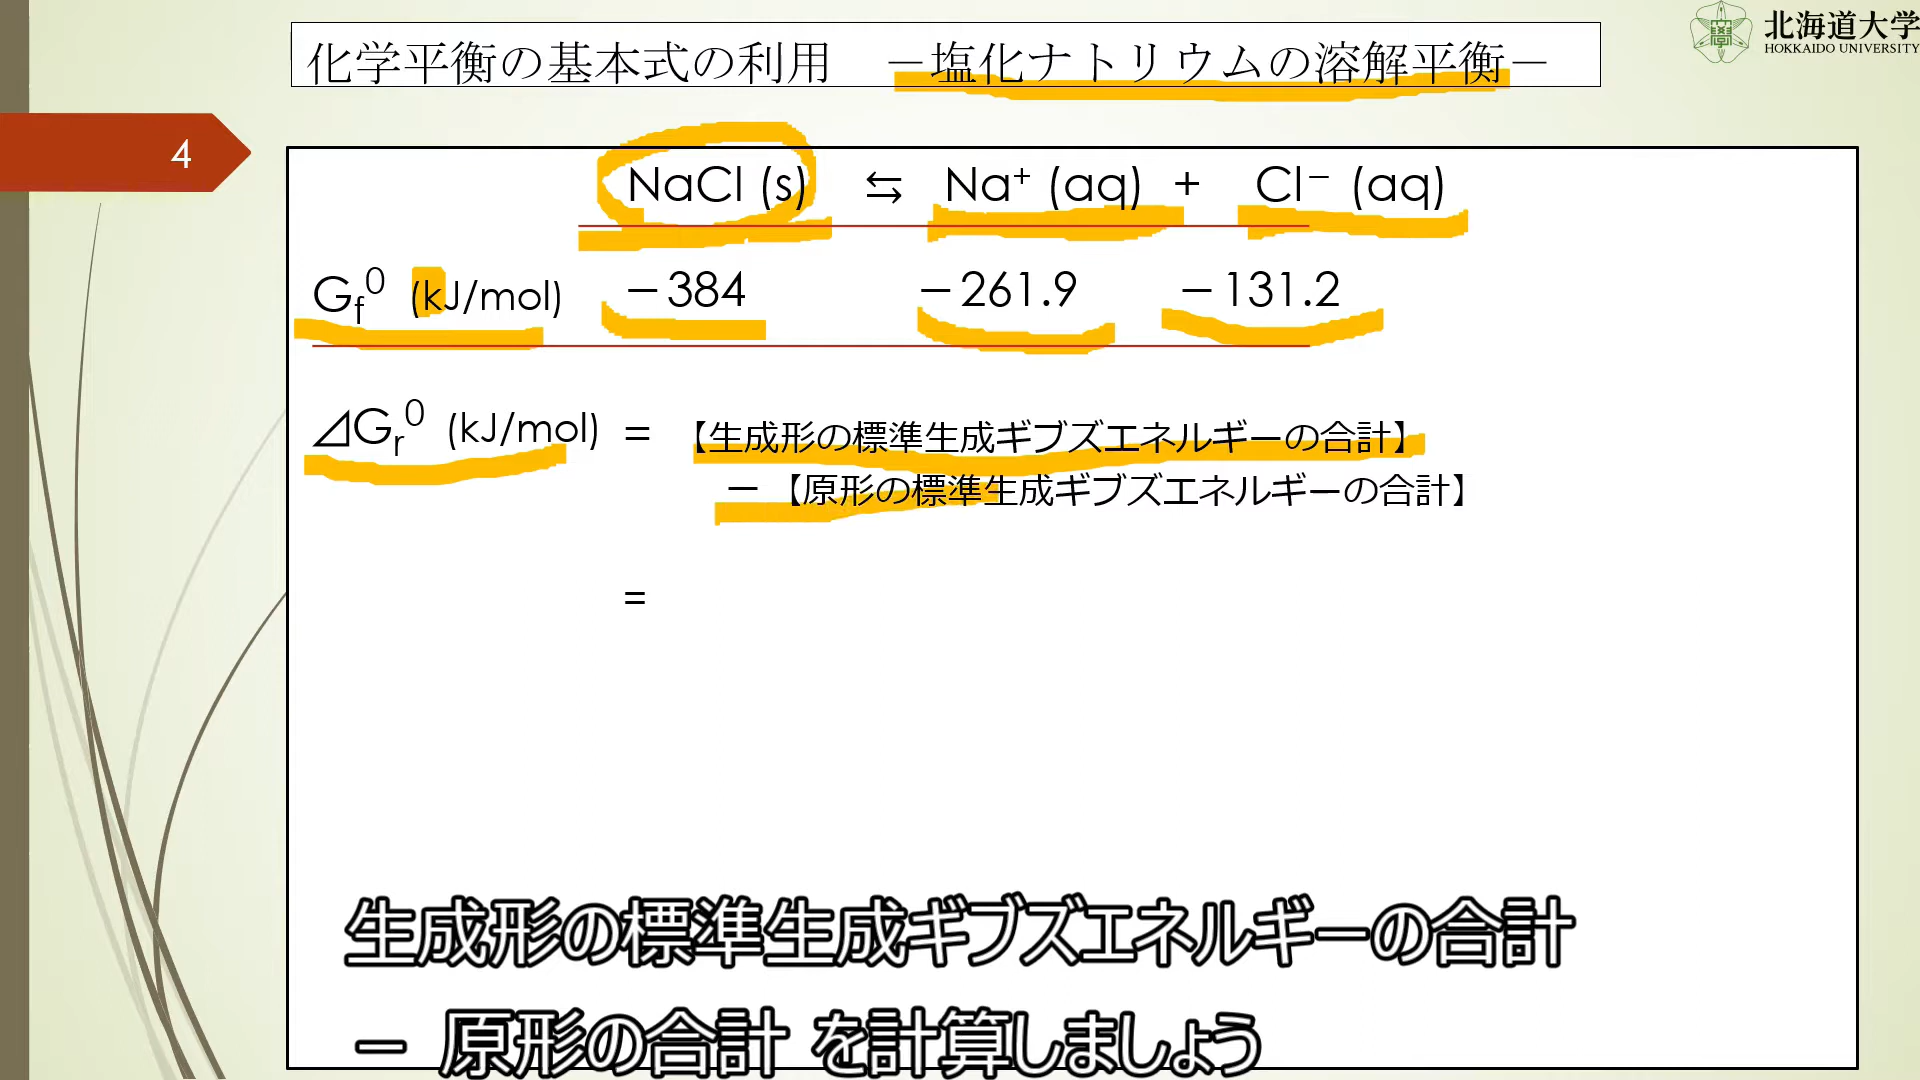 化学平衡の基本式の利用　－塩化ナトリウムの溶解平衡－
北海道大学
HOKKAIDO UNIVERSITY
4
NaCl (s) ⇆ Na⁺ (aq) + Cl⁻ (aq)
Gf⁰ (kJ/mol) －384 －261.9 －131.2
⊿Gr⁰ (kJ/mol) = 【生成形の標準生成ギブズエネルギーの合計】
－【原形の標準生成ギブズエネルギーの合計】
=
生成形の標準生成ギブズエネルギーの合計
－ 原形の合計 を計算しましょう